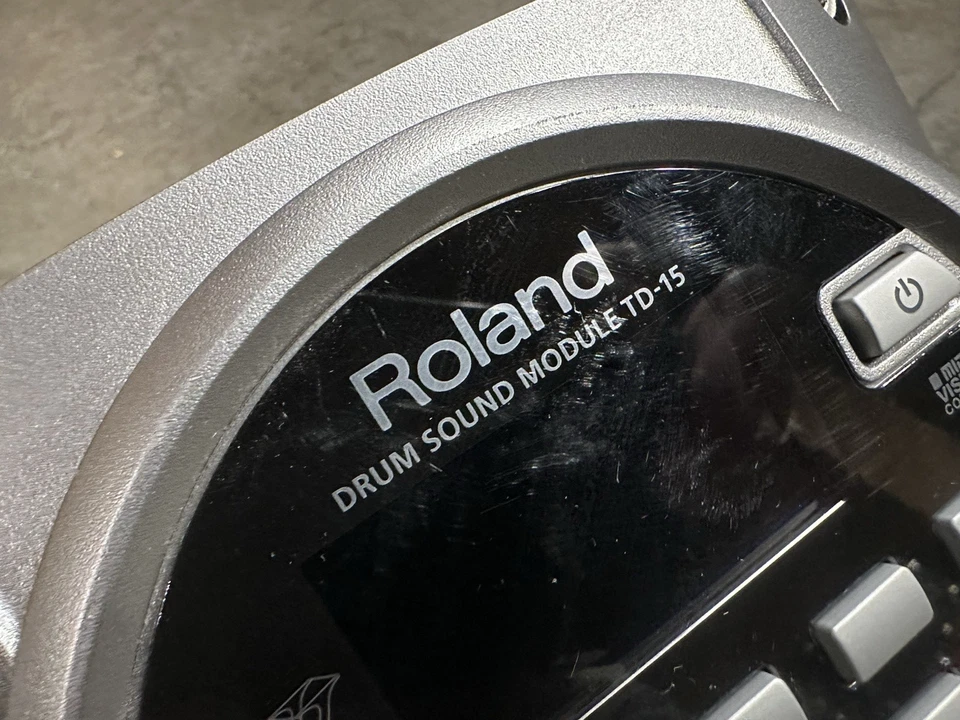 Roland
DRUM SOUND MODULE TD-15